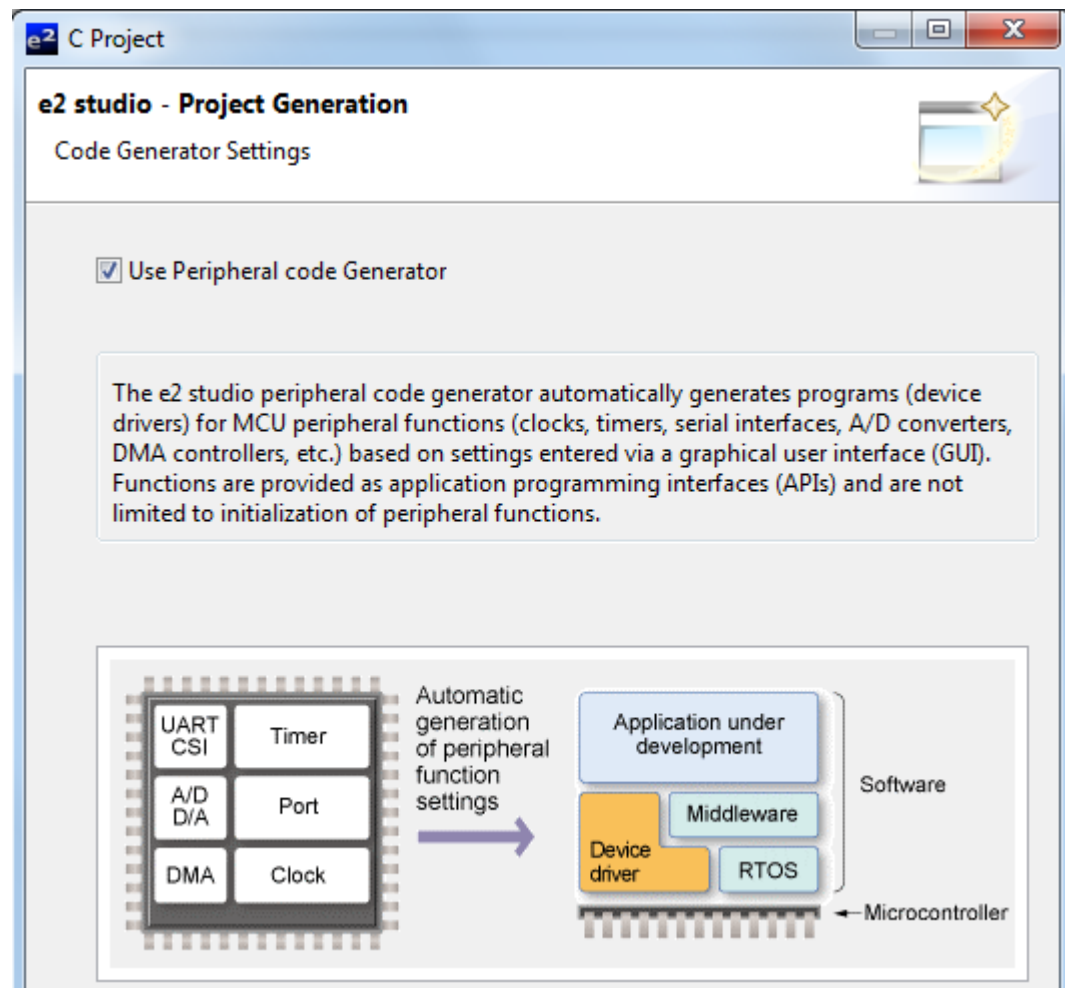 e² C Project
e2 studio - Project Generation
Code Generator Settings
Use Peripheral code Generator
The e2 studio peripheral code generator automatically generates programs (device
drivers) for MCU peripheral functions (clocks, timers, serial interfaces, A/D converters,
DMA controllers, etc.) based on settings entered via a graphical user interface (GUI).
Functions are provided as application programming interfaces (APIs) and are not
limited to initialization of peripheral functions.
UART
CSI
Timer
A/D
D/A
Port
DMA
Clock
Automatic
generation
of peripheral
function
settings
Application under
development
Middleware
Device
driver
RTOS
Software
Microcontroller